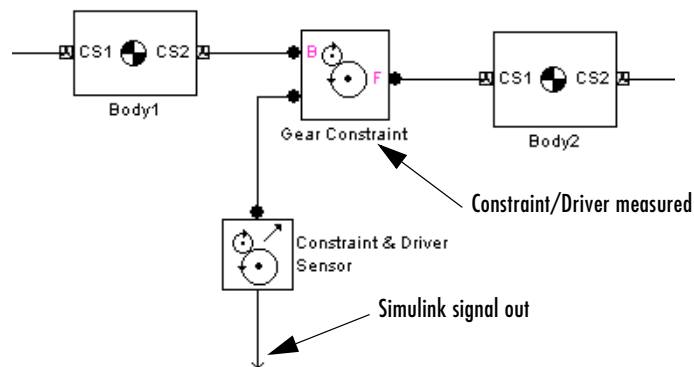 CS1 CS2
Body1
B
F
Gear Constraint
CS1 CS2
Body2
Constraint/Driver measured
Constraint & Driver
Sensor
Simulink signal out